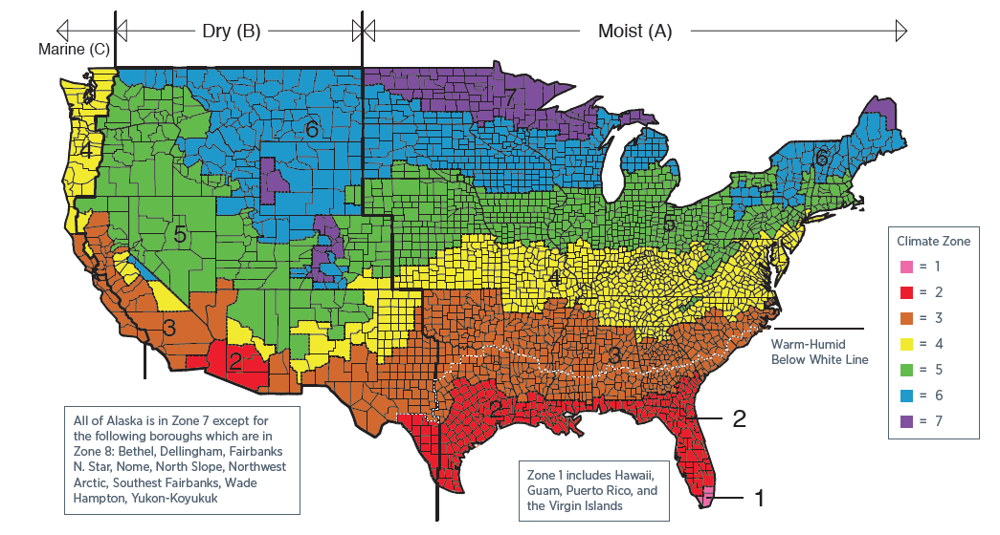 Marine (C)
Dry (B)
Moist (A)
7
6
4
6
5
5
4
3
3
2
2
2
1
Climate Zone
= 1
= 2
= 3
= 4
= 5
= 6
= 7
Warm-Humid
Below White Line
All of Alaska is in Zone 7 except for
the following boroughs which are in
Zone 8: Bethel, Dellingham, Fairbanks
N. Star, Nome, North Slope, Northwest
Arctic, Southest Fairbanks, Wade
Hampton, Yukon-Koyukuk
Zone 1 includes Hawaii,
Guam, Puerto Rico, and
the Virgin Islands